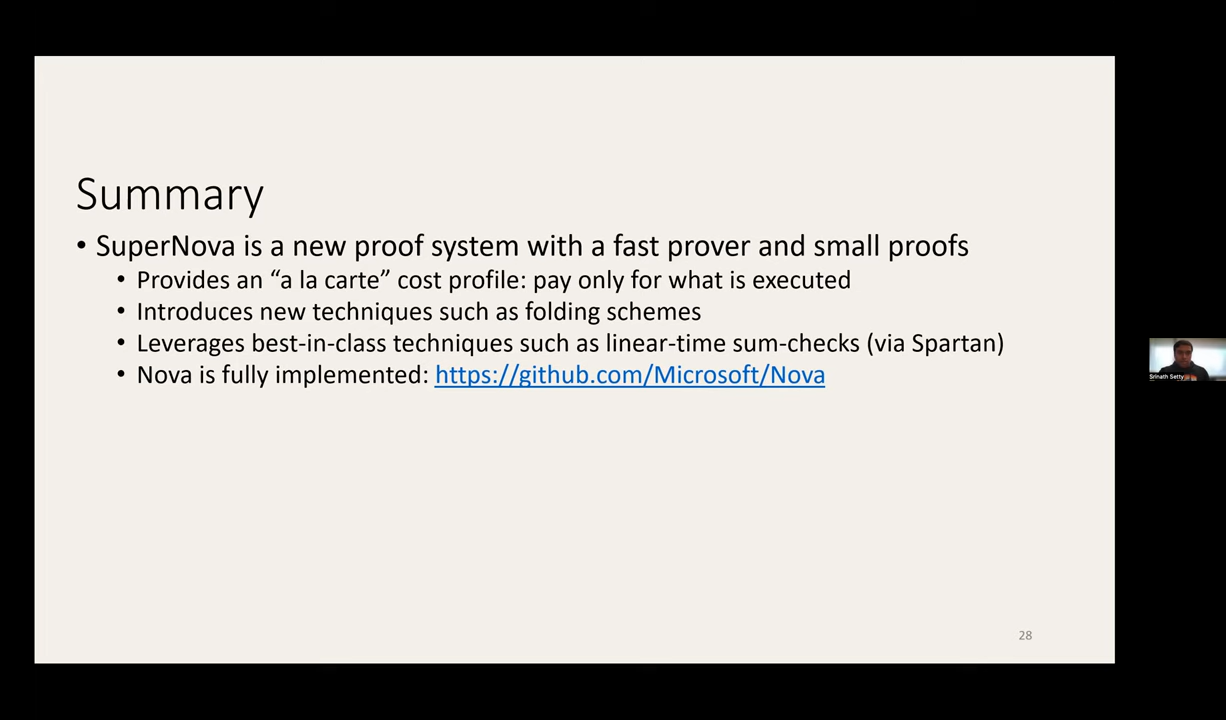 Summary
• SuperNova is a new proof system with a fast prover and small proofs
• Provides an “a la carte” cost profile: pay only for what is executed
• Introduces new techniques such as folding schemes
• Leverages best-in-class techniques such as linear-time sum-checks (via Spartan)
• Nova is fully implemented: https://github.com/Microsoft/Nova
Srinath Setty
28